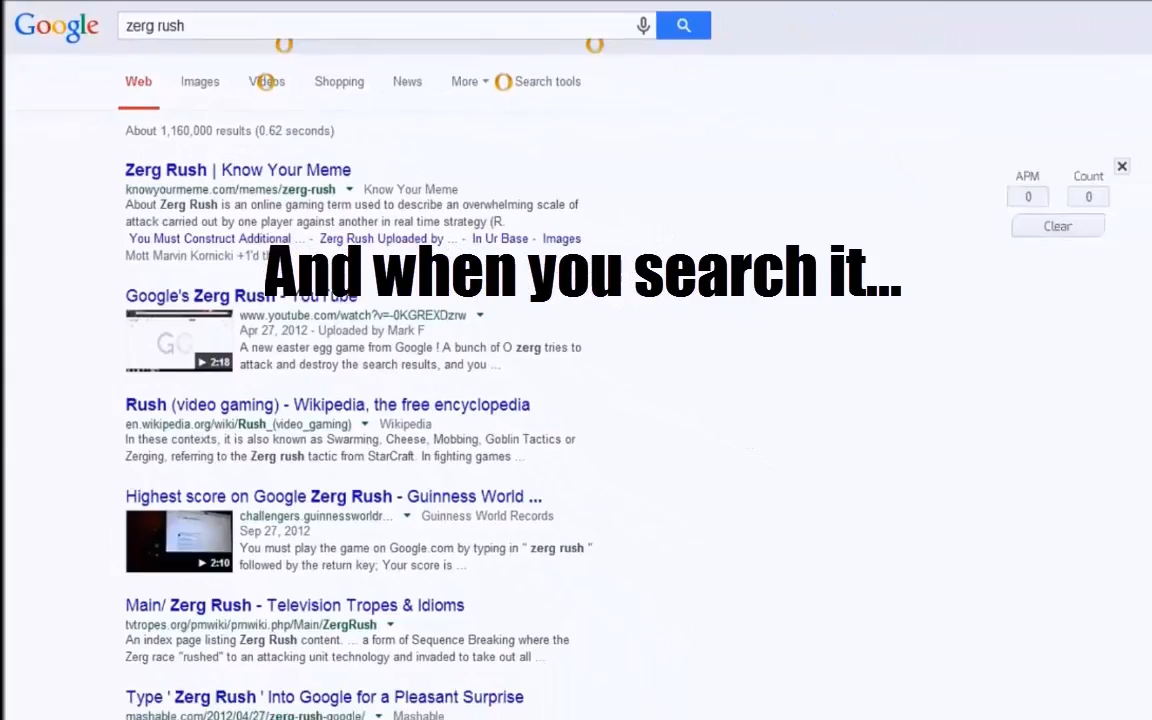 Google
zerg rush
Web Images Videos Shopping News More Search tools
About 1,160,000 results (0.62 seconds)
APM Count
0 0
Clear
Zerg Rush | Know Your Meme
knowyourmeme.com/memes/zerg-rush Know Your Meme
About Zerg Rush is an online gaming term used to describe an overwhelming scale of
attack carried out by one player against another in real time strategy (R.
You Must Construct Additional ... - Zerg Rush Uploaded by ... - In Ur Base - Images
Mott Marvin Kornicki +1'd
And when you search it...
Google's Zerg Rush - YouTube
www.youtube.com/watch?v=-0KGREXDzrw
Apr 27, 2012 - Uploaded by Mark F
A new easter egg game from Google ! A bunch of O zerg tries to
attack and destroy the search results, and you ...
GO
2:18
Rush (video gaming) - Wikipedia, the free encyclopedia
en.wikipedia.org/wiki/Rush_(video_gaming) Wikipedia
In these contexts, it is also known as Swarming, Cheese, Mobbing, Goblin Tactics or
Zerging, referring to the Zerg rush tactic from StarCraft. In fighting games ...
Highest score on Google Zerg Rush - Guinness World ...
challengers.guinnessworldr... Guinness World Records
Sep 27, 2012
You must play the game on Google.com by typing in " zerg rush "
followed by the return key; Your score is ...
2:10
Main/ Zerg Rush - Television Tropes & Idioms
tvtropes.org/pmwiki/pmwiki.php/Main/ZergRush
An index page listing Zerg Rush content. ... a form of Sequence Breaking where the
Zerg race "rushed" to an attacking unit technology and invaded to take out all ...
Type ' Zerg Rush ' Into Google for a Pleasant Surprise
mashable.com/2012/04/27/zerg-rush-google/ Mashable